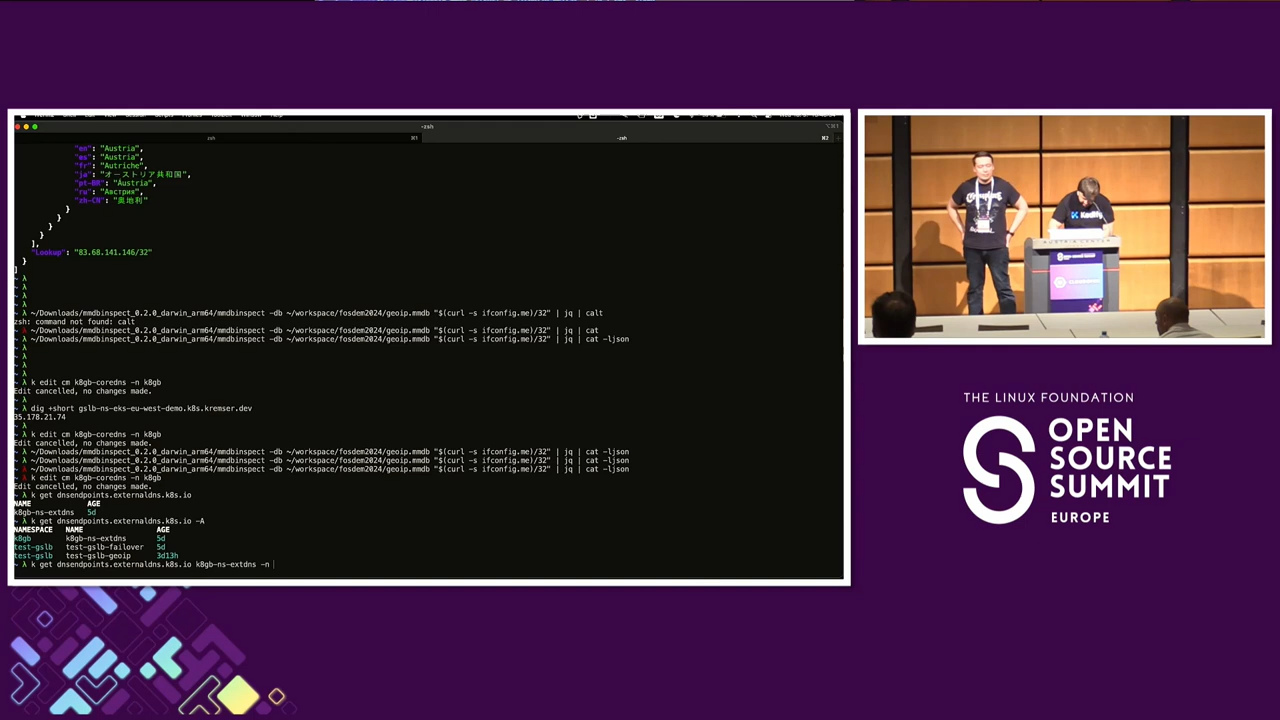 -zsh
zsh
⌘1
-zsh
⌘2
"en": "Austria",
"es": "Austria",
"fr": "Autriche",
"ja": "オーストリア共和国",
"pt-BR": "Áustria",
"ru": "Австрия",
"zh-CN": "奥地利"
}
}
}
}
],
"Lookup": "83.68.141.146/32"
}
]
~ λ
~ λ
~ λ
~ λ
~ λ ~/Downloads/mmdbinspect_0.2.0_darwin_arm64/mmdbinspect -db ~/workspace/fosdem2024/geoip.mmdb "$(curl -s ifconfig.me)/32" | jq | calt
zsh: command not found: calt
~ λ ~/Downloads/mmdbinspect_0.2.0_darwin_arm64/mmdbinspect -db ~/workspace/fosdem2024/geoip.mmdb "$(curl -s ifconfig.me)/32" | jq | cat
~ λ ~/Downloads/mmdbinspect_0.2.0_darwin_arm64/mmdbinspect -db ~/workspace/fosdem2024/geoip.mmdb "$(curl -s ifconfig.me)/32" | jq | cat -ljson
~ λ
~ λ
~ λ
~ λ
~ λ k edit cm k8gb-coredns -n k8gb
Edit cancelled, no changes made.
~ λ
~ λ dig +short gslb-ns-eks-eu-west-demo.k8s.kremser.dev
35.178.21.74
~ λ
~ λ k edit cm k8gb-coredns -n k8gb
Edit cancelled, no changes made.
~ λ ~/Downloads/mmdbinspect_0.2.0_darwin_arm64/mmdbinspect -db ~/workspace/fosdem2024/geoip.mmdb "$(curl -s ifconfig.me)/32" | jq | cat -ljson
~ λ ~/Downloads/mmdbinspect_0.2.0_darwin_arm64/mmdbinspect -db ~/workspace/fosdem2024/geoip.mmdb "$(curl -s ifconfig.me)/32" | jq | cat -ljson
~ λ ~/Downloads/mmdbinspect_0.2.0_darwin_arm64/mmdbinspect -db ~/workspace/fosdem2024/geoip.mmdb "$(curl -s ifconfig.me)/32" | jq | cat -ljson
~ λ k edit cm k8gb-coredns -n k8gb
Edit cancelled, no changes made.
~ λ k get dnsendpoints.externaldns.k8s.io
NAME AGE
k8gb-ns-extdns 5d
~ λ k get dnsendpoints.externaldns.k8s.io -A
NAMESPACE NAME AGE
k8gb k8gb-ns-extdns 5d
test-gslb test-gslb-failover 5d
test-gslb test-gslb-geoip 3d13h
~ λ k get dnsendpoints.externaldns.k8s.io k8gb-ns-extdns -n
Kedify
THE LINUX FOUNDATION
OPEN
SOURCE
SUMMIT
EUROPE